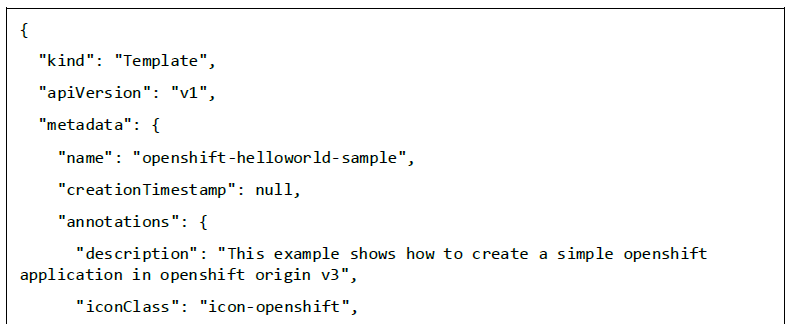 {
"kind": "Template",
"apiVersion": "v1",
"metadata": {
"name": "openshift-helloworld-sample",
"creationTimestamp": null,
"annotations": {
"description": "This example shows how to create a simple openshift
application in openshift origin v3",
"iconClass": "icon-openshift",